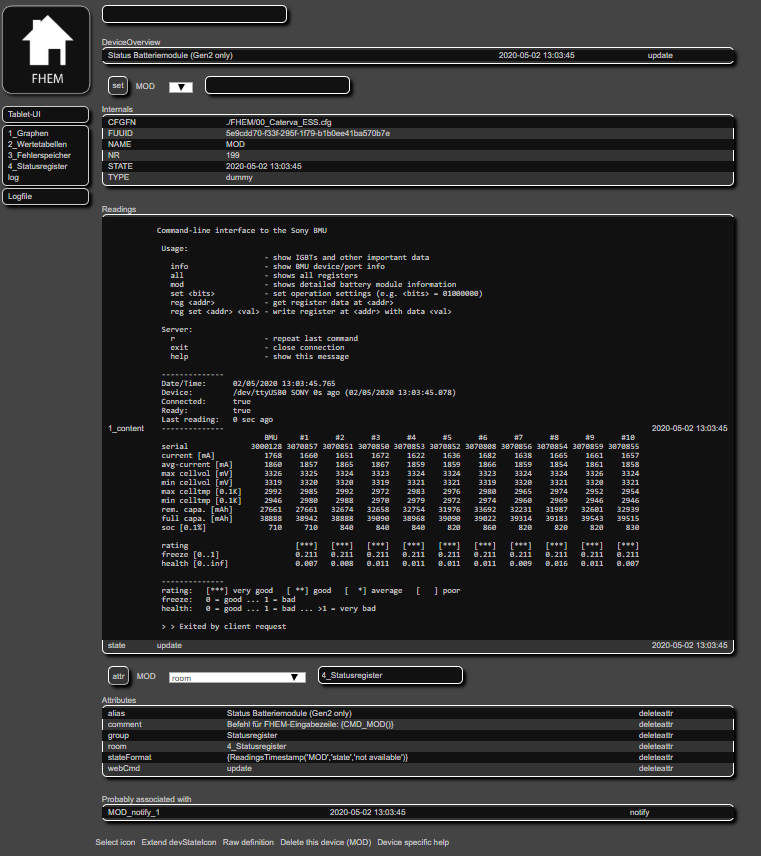 FHEM
Tablet-UI
1_Graphen
2_Wertetabellen
3_Fehlerspeicher
4_Statusregister
log
Logfile
DeviceOverview
Status Batteriemodule (Gen2 only) 2020-05-02 13:03:45 update
set MOD
Internals
CFGFN ./FHEM/00_Caterva_ESS.cfg
FUUID 5e9cdd70-f33f-295f-1f79-b1b0ee41ba570b7e
NAME MOD
NR 199
STATE 2020-05-02 13:03:45
TYPE dummy
Readings
Command-line interface to the Sony BMU
Usage:
- show IGBTs and other important data
info - show BMU device/port info
all - shows all registers
mod - shows detailed battery module information
set <bits> - set operation settings (e.g. <bits> = 01000000)
reg <addr> - get register data at <addr>
reg set <addr> <val> - write register at <addr> with data <val>
Server:
r - repeat last command
exit - close connection
help - show this message
--------------
Date/Time: 02/05/2020 13:03:45.765
Device: /dev/ttyUSB0 SONY 0s ago (02/05/2020 13:03:45.078)
Connected: true
Ready: true
Last reading: 0 sec ago
1_content -------------- 2020-05-02 13:03:45
BMU #1 #2 #3 #4 #5 #6 #7 #8 #9 #10
serial 3000128 3070857 3070851 3070850 3070853 3070852 3070808 3070856 3070854 3070859 3070855
current [mA] 1768 1660 1651 1672 1622 1636 1682 1638 1665 1661 1657
avg-current [mA] 1860 1857 1865 1867 1859 1859 1866 1859 1854 1861 1858
max cellvol [mV] 3326 3325 3324 3323 3324 3324 3323 3324 3323 3326 3324
min cellvol [mV] 3319 3320 3320 3319 3321 3321 3319 3320 3321 3320 3321
max celltmp [0.1K] 2992 2985 2992 2972 2983 2976 2980 2965 2974 2952 2954
min celltmp [0.1K] 2946 2980 2988 2970 2979 2972 2974 2960 2969 2946 2946
rem. capa. [mAh] 27661 27661 32674 32658 32754 31976 33692 32231 31987 32601 32939
full capa. [mAh] 38888 38942 38888 39090 38968 39090 39022 39314 39183 39543 39515
soc [0.1%] 710 710 840 840 840 820 860 820 820 820 830
rating [***] [***] [***] [***] [***] [***] [***] [***] [***] [***]
freeze [0..1] 0.211 0.211 0.211 0.211 0.211 0.211 0.211 0.211 0.211 0.211
health [0..inf] 0.007 0.008 0.011 0.011 0.011 0.011 0.009 0.016 0.011 0.007
--------------
rating: [***] very good [ **] good [ *] average [ ] poor
freeze: 0 = good ... 1 = bad
health: 0 = good ... 1 = bad ... >1 = very bad
> > Exited by client request
state update 2020-05-02 13:03:45
attr MOD room 4_Statusregister
Attributes
alias Status Batteriemodule (Gen2 only) deleteattr
comment Befehl für FHEM-Eingabezeile: {CMD_MOD()} deleteattr
group Statusregister deleteattr
room 4_Statusregister deleteattr
stateFormat {ReadingsTimestamp('MOD','state','not available')} deleteattr
webCmd update deleteattr
Probably associated with
MOD_notify_1 2020-05-02 13:03:45 notify
Select icon Extend devStateIcon Raw definition Delete this device (MOD) Device specific help